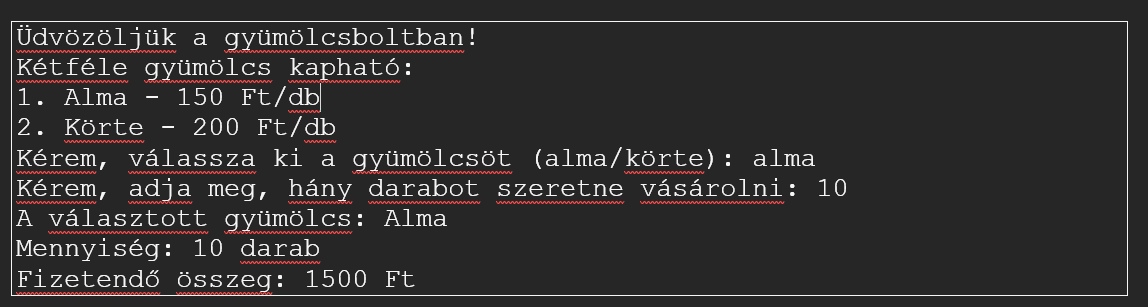 Üdvözöljük a gyümölcsboltban!
Kétféle gyümölcs kapható:
1. Alma - 150 Ft/db
2. Körte - 200 Ft/db
Kérem, válassza ki a gyümölcsöt (alma/körte): alma
Kérem, adja meg, hány darabot szeretne vásárolni: 10
A választott gyümölcs: Alma
Mennyiség: 10 darab
Fizetendő összeg: 1500 Ft